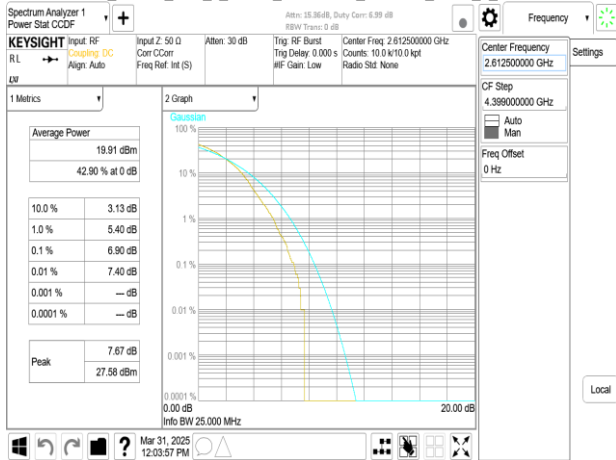 Spectrum Analyzer 1
Power Stat CCDF
+
Attn: 15.36dB, Duty Corr: 6.99 dB
RBW Trans: 0 dB
Frequency
KEYSIGHT
RL
LXI
Input: RF
Coupling: DC
Align: Auto
Input Z: 50 Ω
Corr CCorr
Freq Ref: Int (S)
Atten: 30 dB
Trig: RF Burst
Trig Delay: 0.000 s
#IF Gain: Low
Center Freq: 2.612500000 GHz
Counts: 10.0 k/10.0 kpt
Radio Std: None
Center Frequency
2.612500000 GHz
Settings
CF Step
4.399000000 GHz
Auto
Man
Freq Offset
0 Hz
Local
1 Metrics
Average Power
19.91 dBm
42.90 % at 0 dB
10.0 % 3.13 dB
1.0 % 5.40 dB
0.1 % 6.90 dB
0.01 % 7.40 dB
0.001 % --- dB
0.0001 % --- dB
Peak
7.67 dB
27.58 dBm
2 Graph
Gaussian
100 %
10 %
1 %
0.1 %
0.01 %
0.001 %
0.0001 %
0.00 dB 20.00 dB
Info BW 25.000 MHz
?
Mar 31, 2025
12:03:57 PM